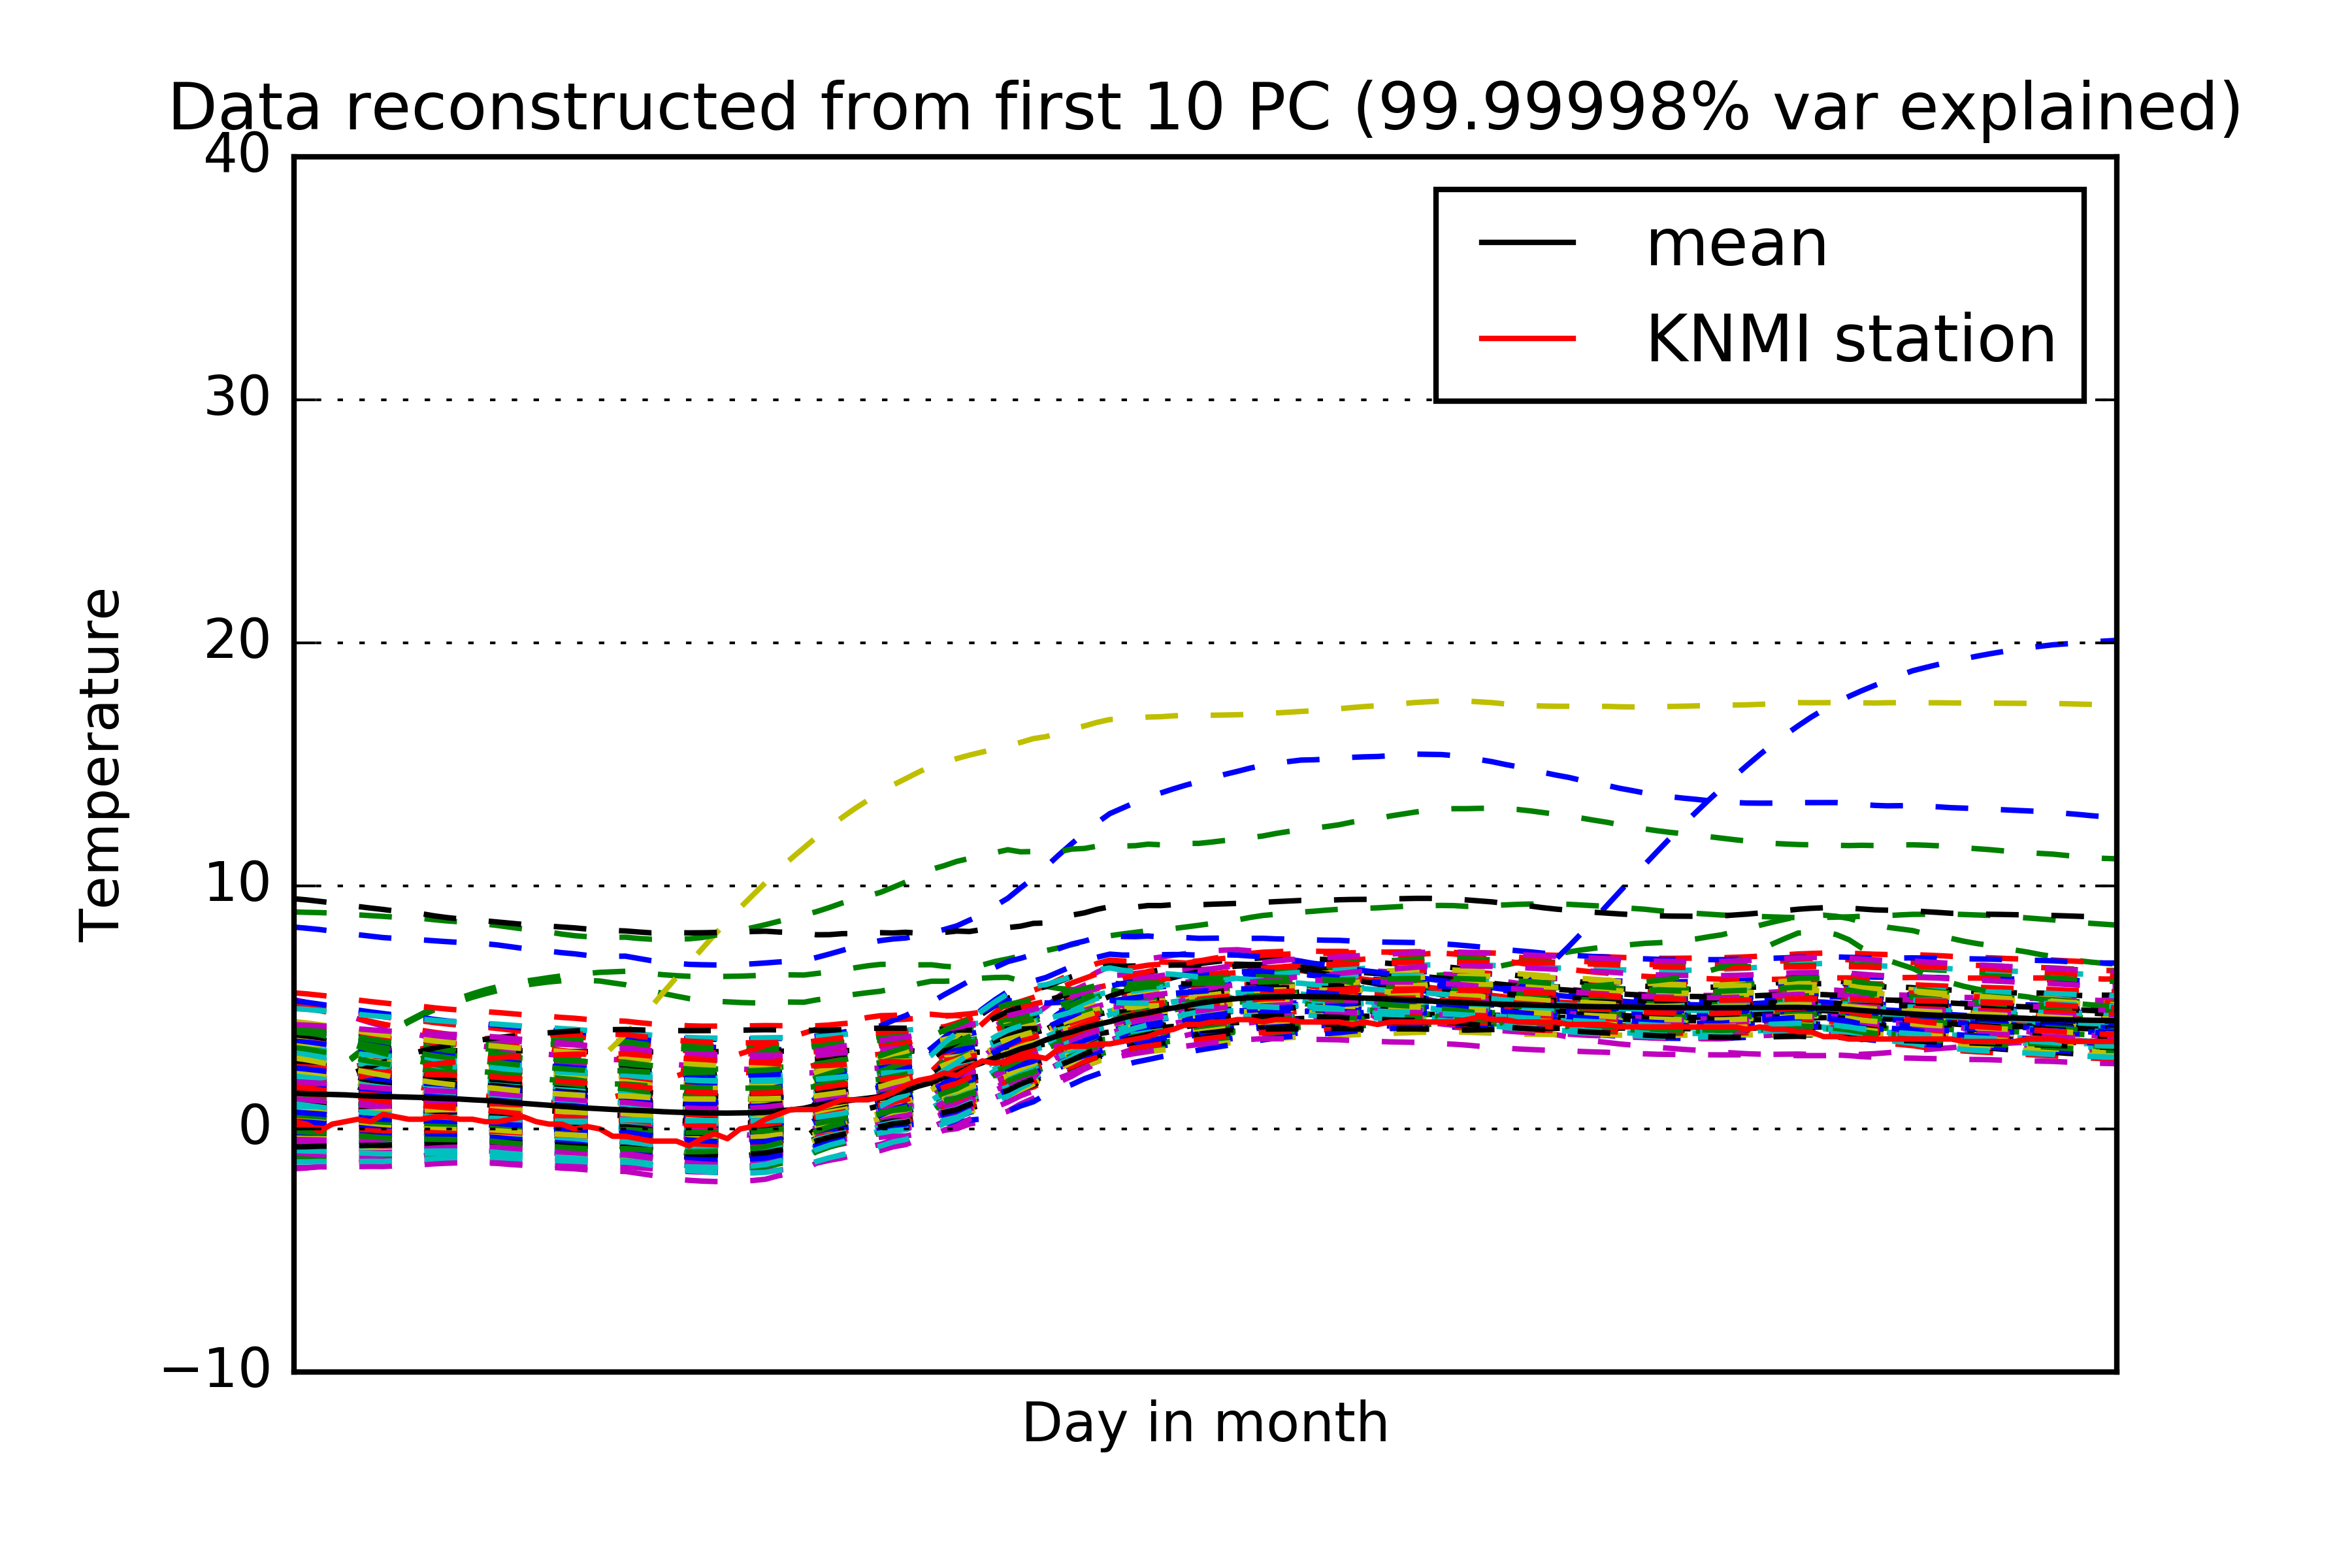 Data reconstructed from first 10 PC (99.99998% var explained)
40
mean
KNMI station
30
20
10
0
−10
Temperature
Day in month